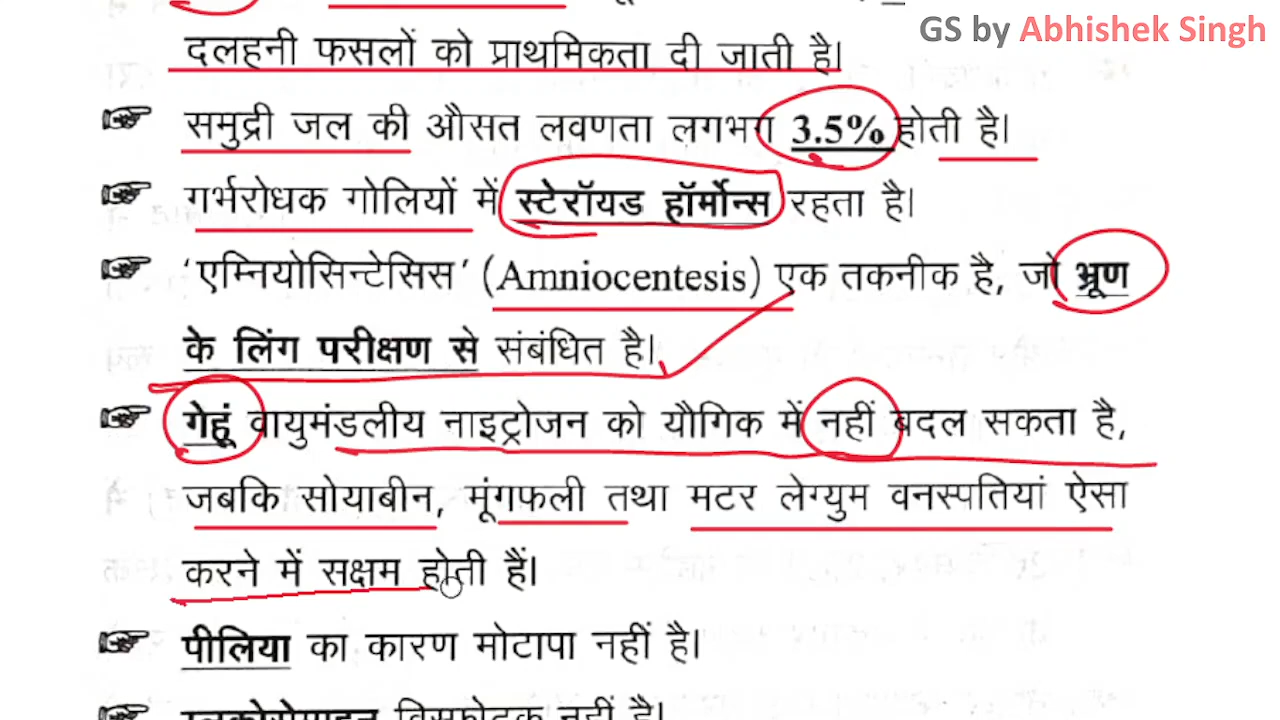 GS by Abhishek Singh
दलहनी फसलों को प्राथमिकता दी जाती है।
समुद्री जल की औसत लवणता लगभग 3.5% होती है।
गर्भरोधक गोलियों में स्टेरॉयड हॉर्मोन्स रहता है।
‘एम्नियोसिन्टेसिस’ (Amniocentesis) एक तकनीक है, जो भ्रूण
के लिंग परीक्षण से संबंधित है।
गेहूं वायुमंडलीय नाइट्रोजन को यौगिक में नहीं बदल सकता है,
जबकि सोयाबीन, मूंगफली तथा मटर लेग्युम वनस्पतियां ऐसा
करने में सक्षम होती हैं।
पीलिया का कारण मोटापा नहीं है।
विस्फोटक नहीं है।